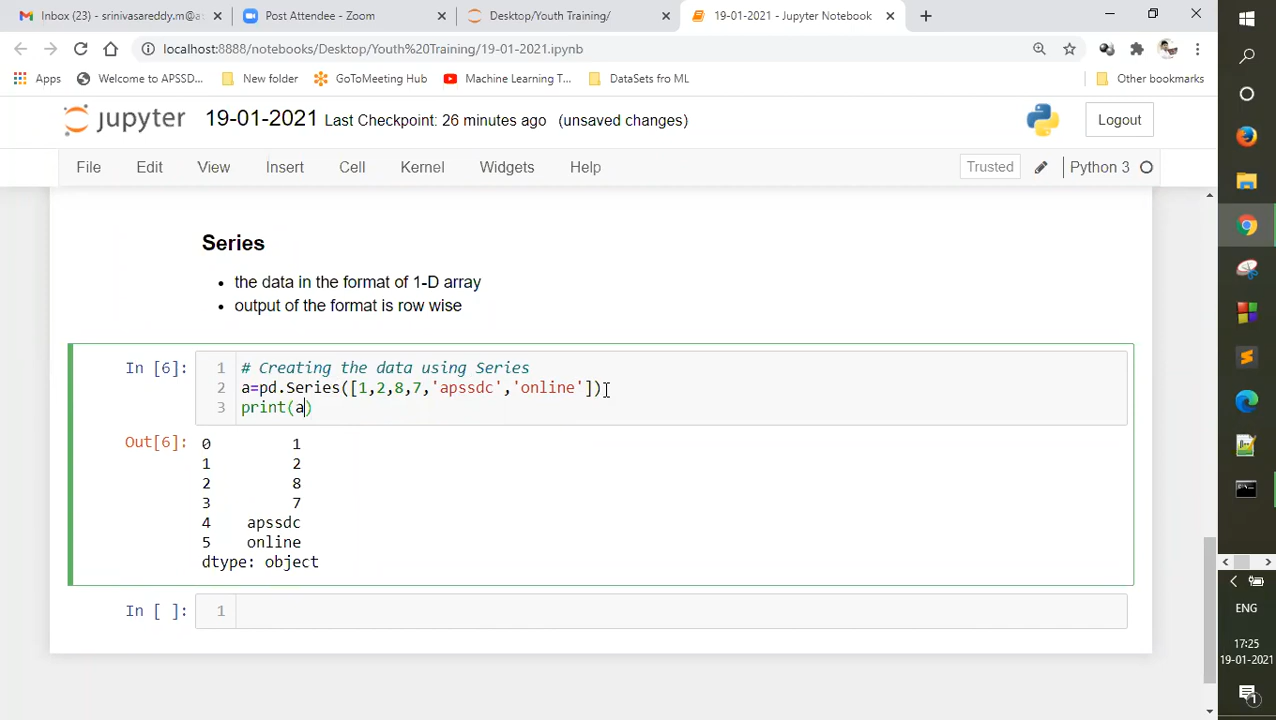 Inbox (23) - srinivasareddy.m@a
Post Attendee - Zoom
Desktop/Youth Training/
19-01-2021 - Jupyter Notebook
localhost:8888/notebooks/Desktop/Youth%20Training/19-01-2021.ipynb
Apps
Welcome to APSSD...
New folder
GoToMeeting Hub
Machine Learning T...
DataSets fro ML
Other bookmarks
jupyter 19-01-2021 Last Checkpoint: 26 minutes ago (unsaved changes)
Logout
File Edit View Insert Cell Kernel Widgets Help
Trusted
Python 3
Series
• the data in the format of 1-D array
• output of the format is row wise
In [6]: 1 # Creating the data using Series
2 a=pd.Series([1,2,8,7,'apssdc','online'])
3 print(a)
Out[6]: 0 1
1 2
2 8
3 7
4 apssdc
5 online
dtype: object
In [ ]: 1
ENG
17:25
19-01-2021
1